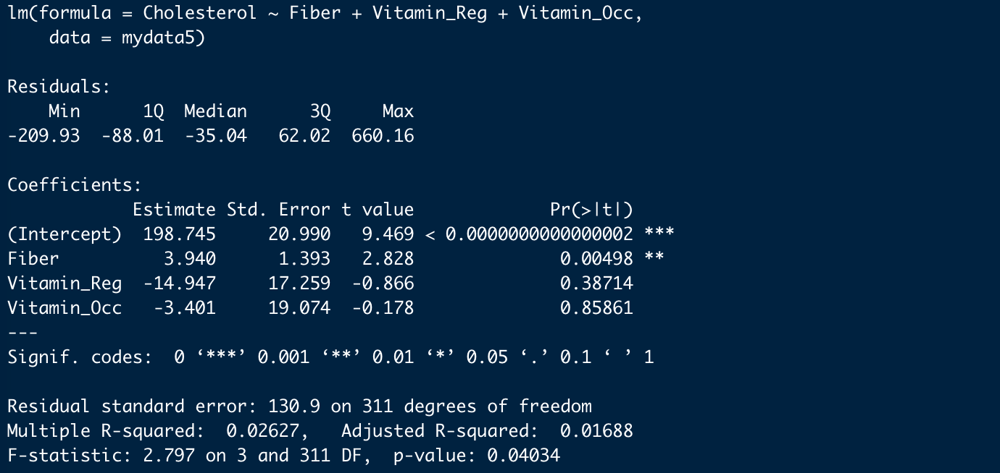 lm(formula = Cholesterol ~ Fiber + Vitamin_Reg + Vitamin_Occ,
    data = mydata5)

Residuals:
    Min      1Q  Median      3Q     Max
-209.93  -88.01  -35.04   62.02  660.16

Coefficients:
            Estimate Std. Error t value             Pr(>|t|)
(Intercept)  198.745     20.990   9.469 < 0.0000000000000002 ***
Fiber          3.940      1.393   2.828              0.00498 **
Vitamin_Reg  -14.947     17.259  -0.866              0.38714
Vitamin_Occ   -3.401     19.074  -0.178              0.85861
---
Signif. codes:  0 ‘***’ 0.001 ‘**’ 0.01 ‘*’ 0.05 ‘.’ 0.1 ‘ ’ 1

Residual standard error: 130.9 on 311 degrees of freedom
Multiple R-squared:  0.02627,	Adjusted R-squared:  0.01688
F-statistic: 2.797 on 3 and 311 DF,  p-value: 0.04034